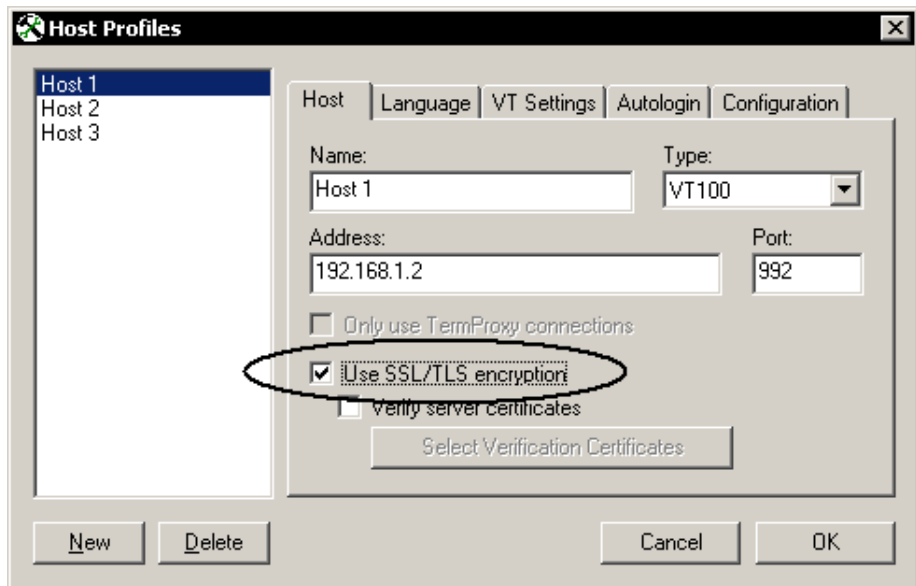 Host Profiles
Host 1
Host 2
Host 3
Host
Language
VT Settings
Autologin
Configuration
Name:
Type:
Host 1
VT100
Address:
Port:
192.168.1.2
992
Only use TermProxy connections
Use SSL/TLS encryption
Verify server certificates
Select Verification Certificates
New
Delete
Cancel
OK